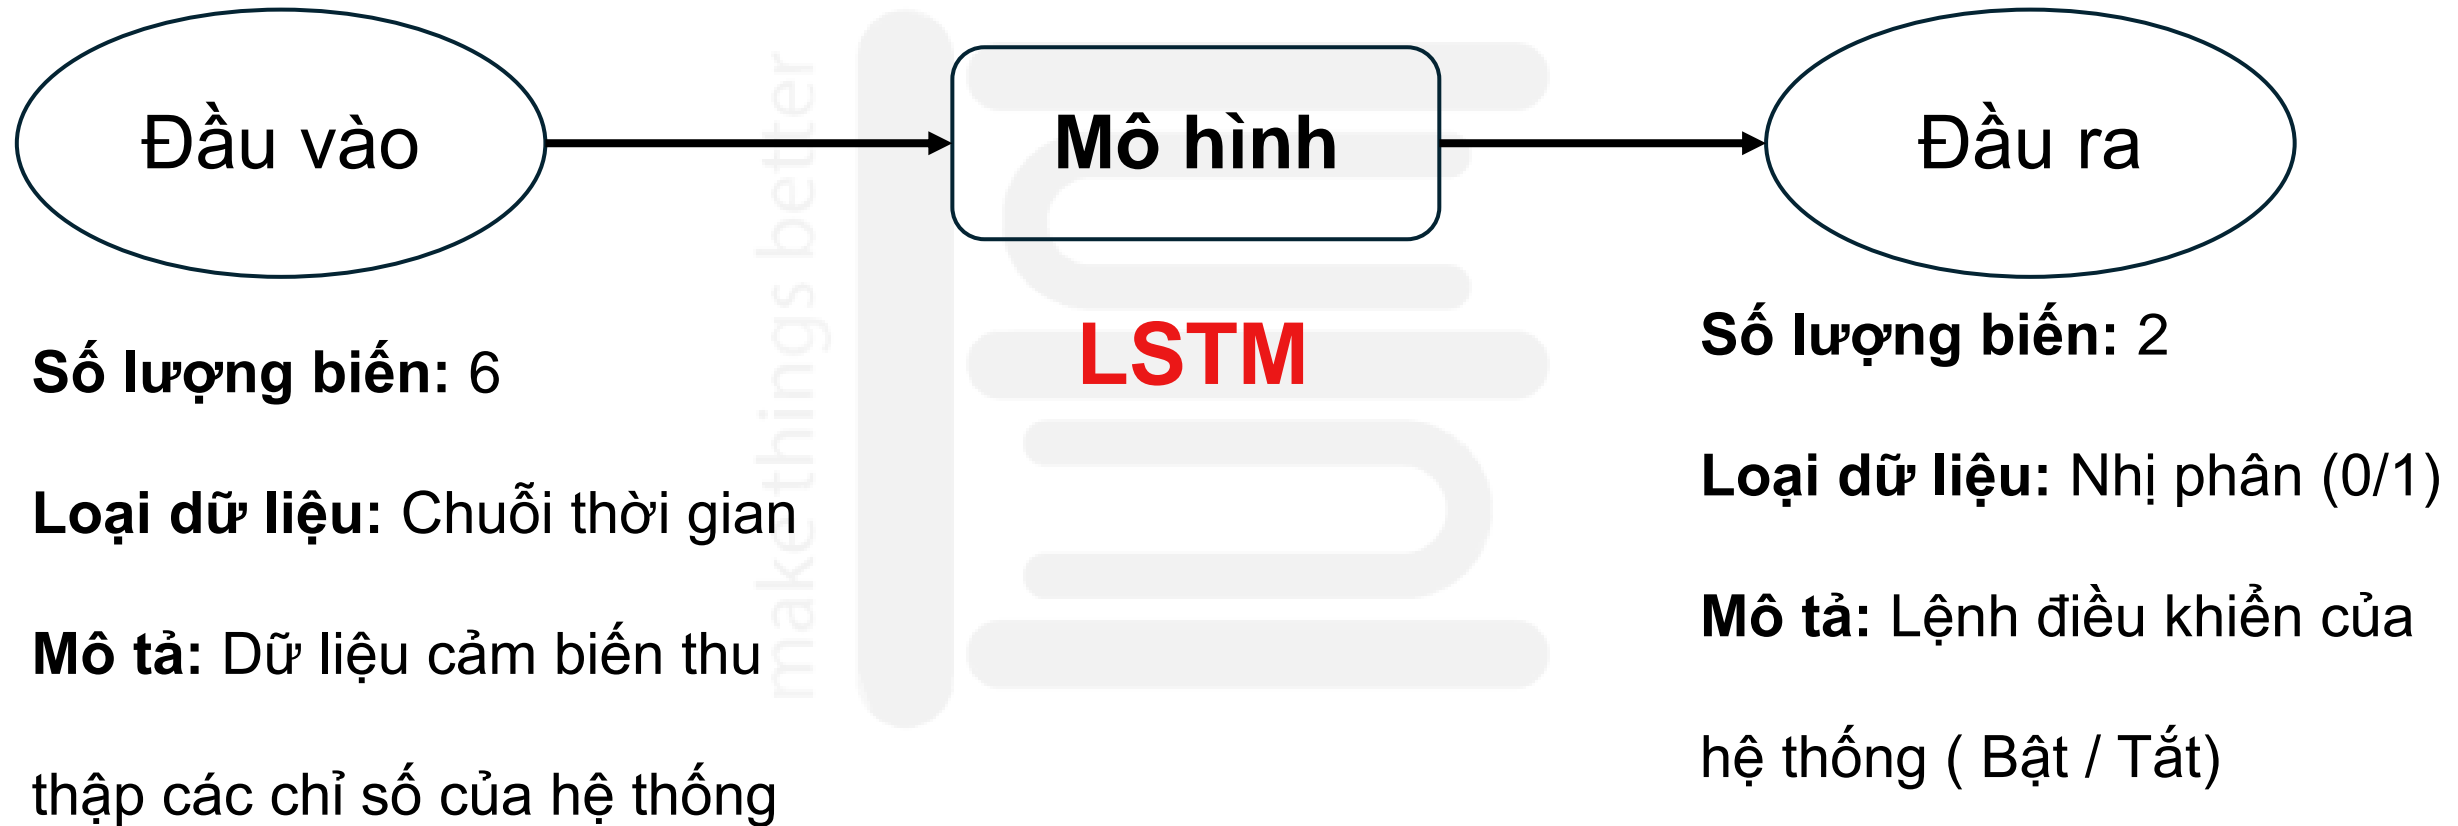 Đầu vào
Mô hình
Đầu ra
Số lượng biến: 6
Loại dữ liệu: Chuỗi thời gian
Mô tả: Dữ liệu cảm biến thu
thập các chỉ số của hệ thống
LSTM
Số lượng biến: 2
Loại dữ liệu: Nhị phân (0/1)
Mô tả: Lệnh điều khiển của
hệ thống ( Bật / Tắt)
make things better